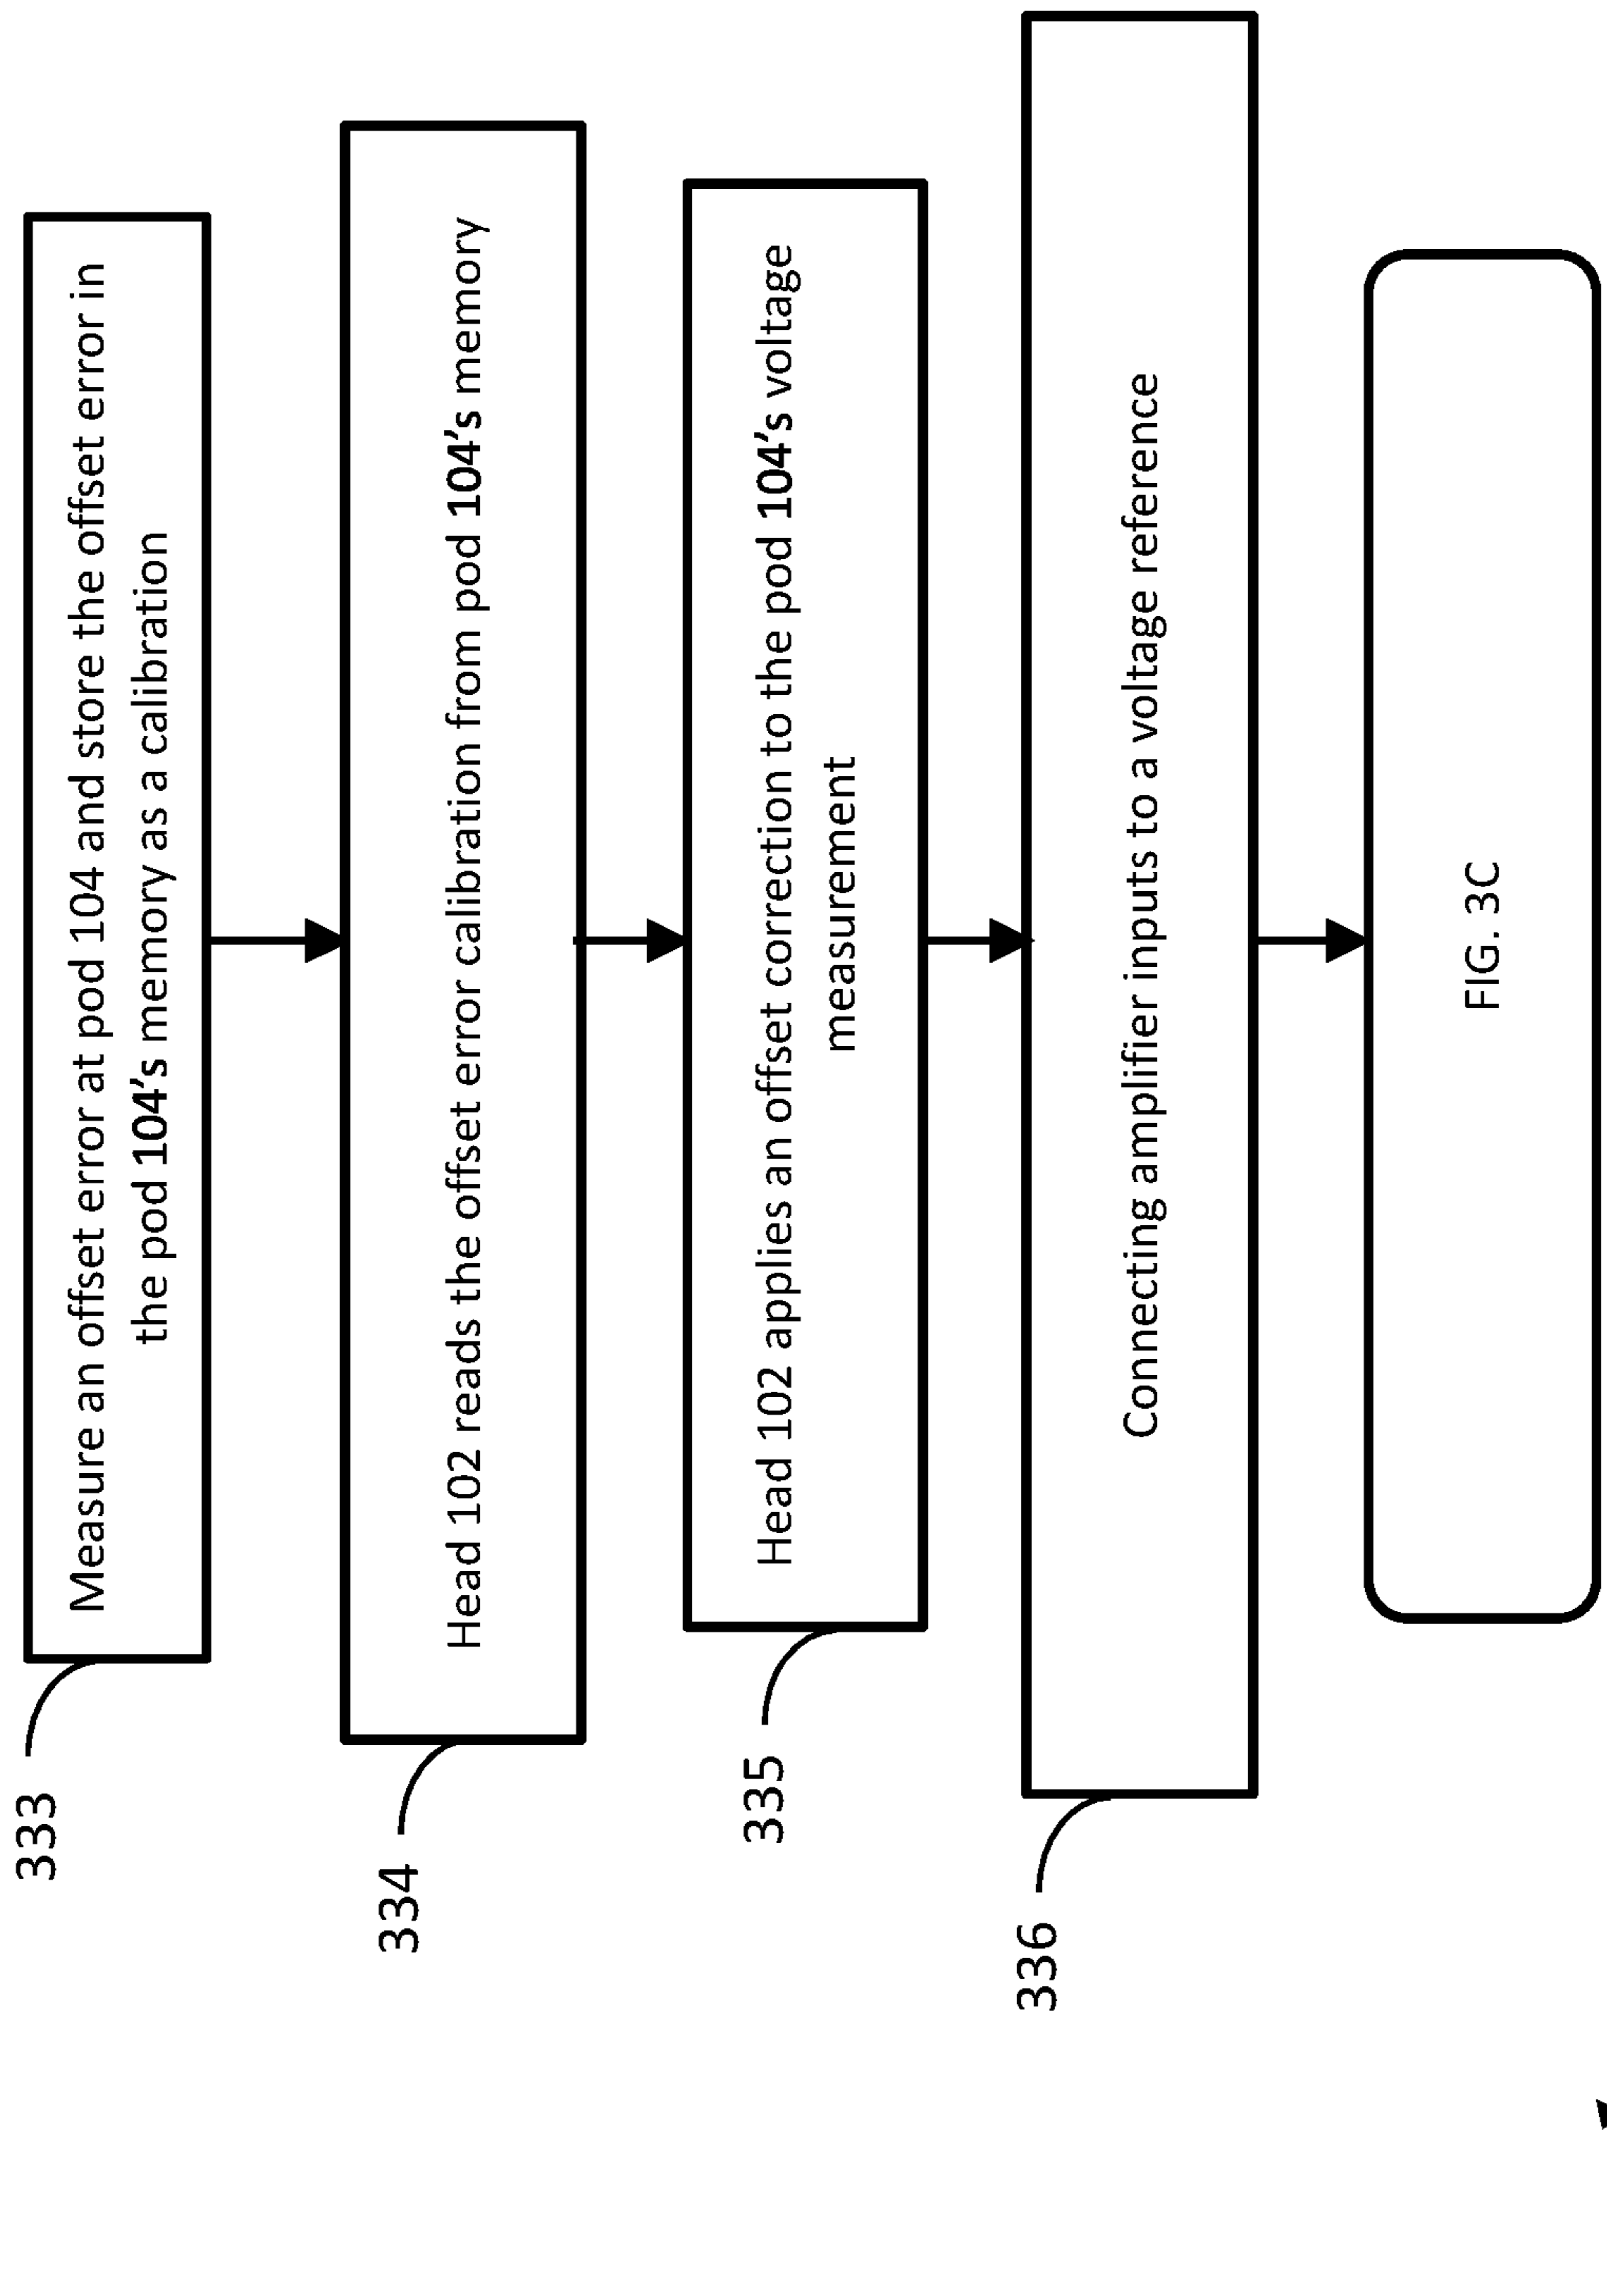 333
Measure an offset error at pod 104 and store the offset error in
the pod 104's memory as a calibration
334
Head 102 reads the offset error calibration from pod 104's memory
335
Head 102 applies an offset correction to the pod 104's voltage
measurement
336
Connecting amplifier inputs to a voltage reference
FIG. 3C